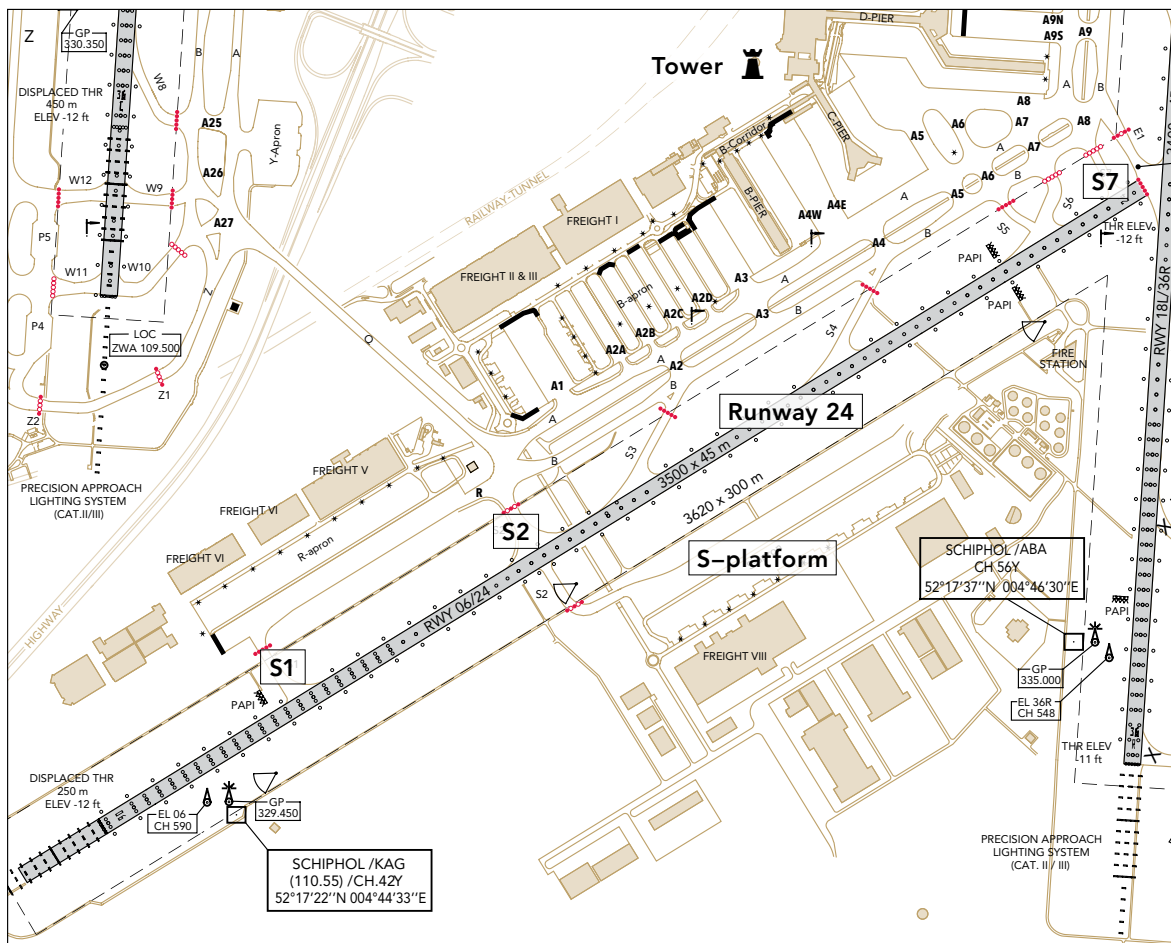 Z
GP
330.350
B
A
W8
DISPLACED THR
450 m
ELEV -12 ft
A25
Y-Apron
A26
W12
W9
A27
P5
W11
W10
Z
P4
LOC
ZWA 109.500
Z1
Z2
PRECISION APPROACH
LIGHTING SYSTEM
(CAT.II/III)
HIGHWAY
RAILWAY-TUNNEL
Q
Tower
D-PIER
C-PIER
B-Corridor
B-PIER
A9N
A9S
A9
A
B
A8
A8
A7
A7
A6
A6
A5
A5
A
B
E1
S7
S6
S5
THR ELEV
-12 ft
FREIGHT I
FREIGHT II & III
A4E
A4W
A4
A
B
A3
A
B
A3
B-apron
A2D
A2C
A2B
A2A
A2
A1
A
B
A
B
S4
S3
PAPI
PAPI
FIRE
STATION
RWY 18L/36R
Runway 24
3500 x 45 m
3620 x 300 m
FREIGHT V
FREIGHT VI
FREIGHT VI
R-apron
R
S2
S2
S–platform
RWY 06/24
S1
PAPI
FREIGHT VIII
SCHIPHOL /ABA
CH 56Y
52°17'37''N 004°46'30''E
PAPI
GP
335.000
EL 36R
CH 548
THR ELEV
-11 ft
DISPLACED THR
250 m
ELEV -12 ft
EL 06
CH 590
GP
329.450
SCHIPHOL /KAG
(110.55) /CH.42Y
52°17'22''N 004°44'33''E
PRECISION APPROACH
LIGHTING SYSTEM
(CAT. II / III)